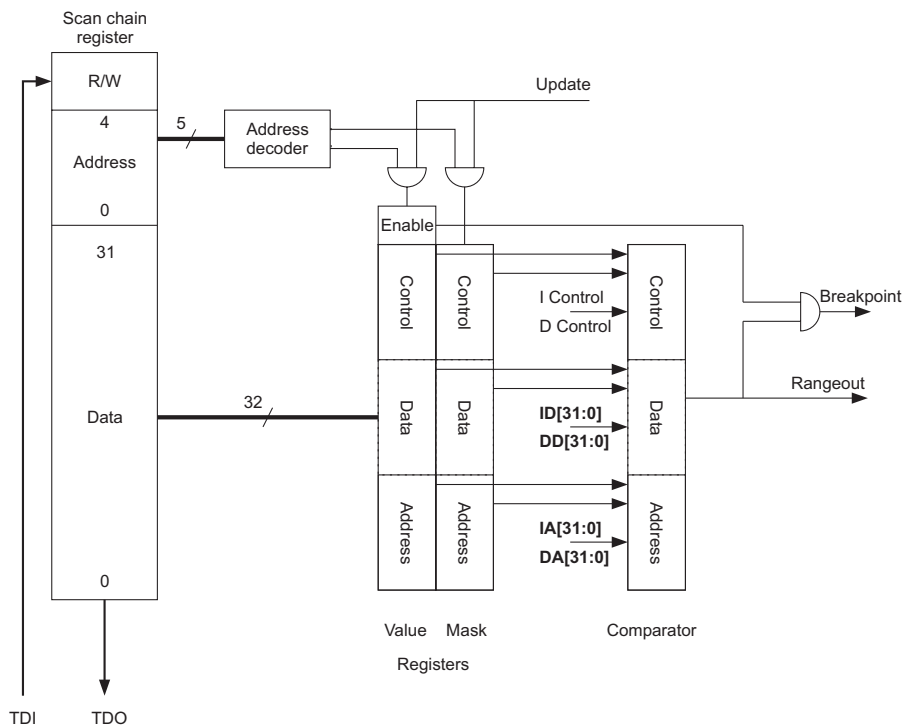 Scan chain
register
R/W
4
Address
0
31
Data
0
TDI
TDO
5
Address
decoder
Update
32
Enable
Control
Control
Data
Data
Address
Address
Value
Mask
Registers
I Control
D Control
ID[31:0]
DD[31:0]
IA[31:0]
DA[31:0]
Control
Data
Address
Comparator
Breakpoint
Rangeout